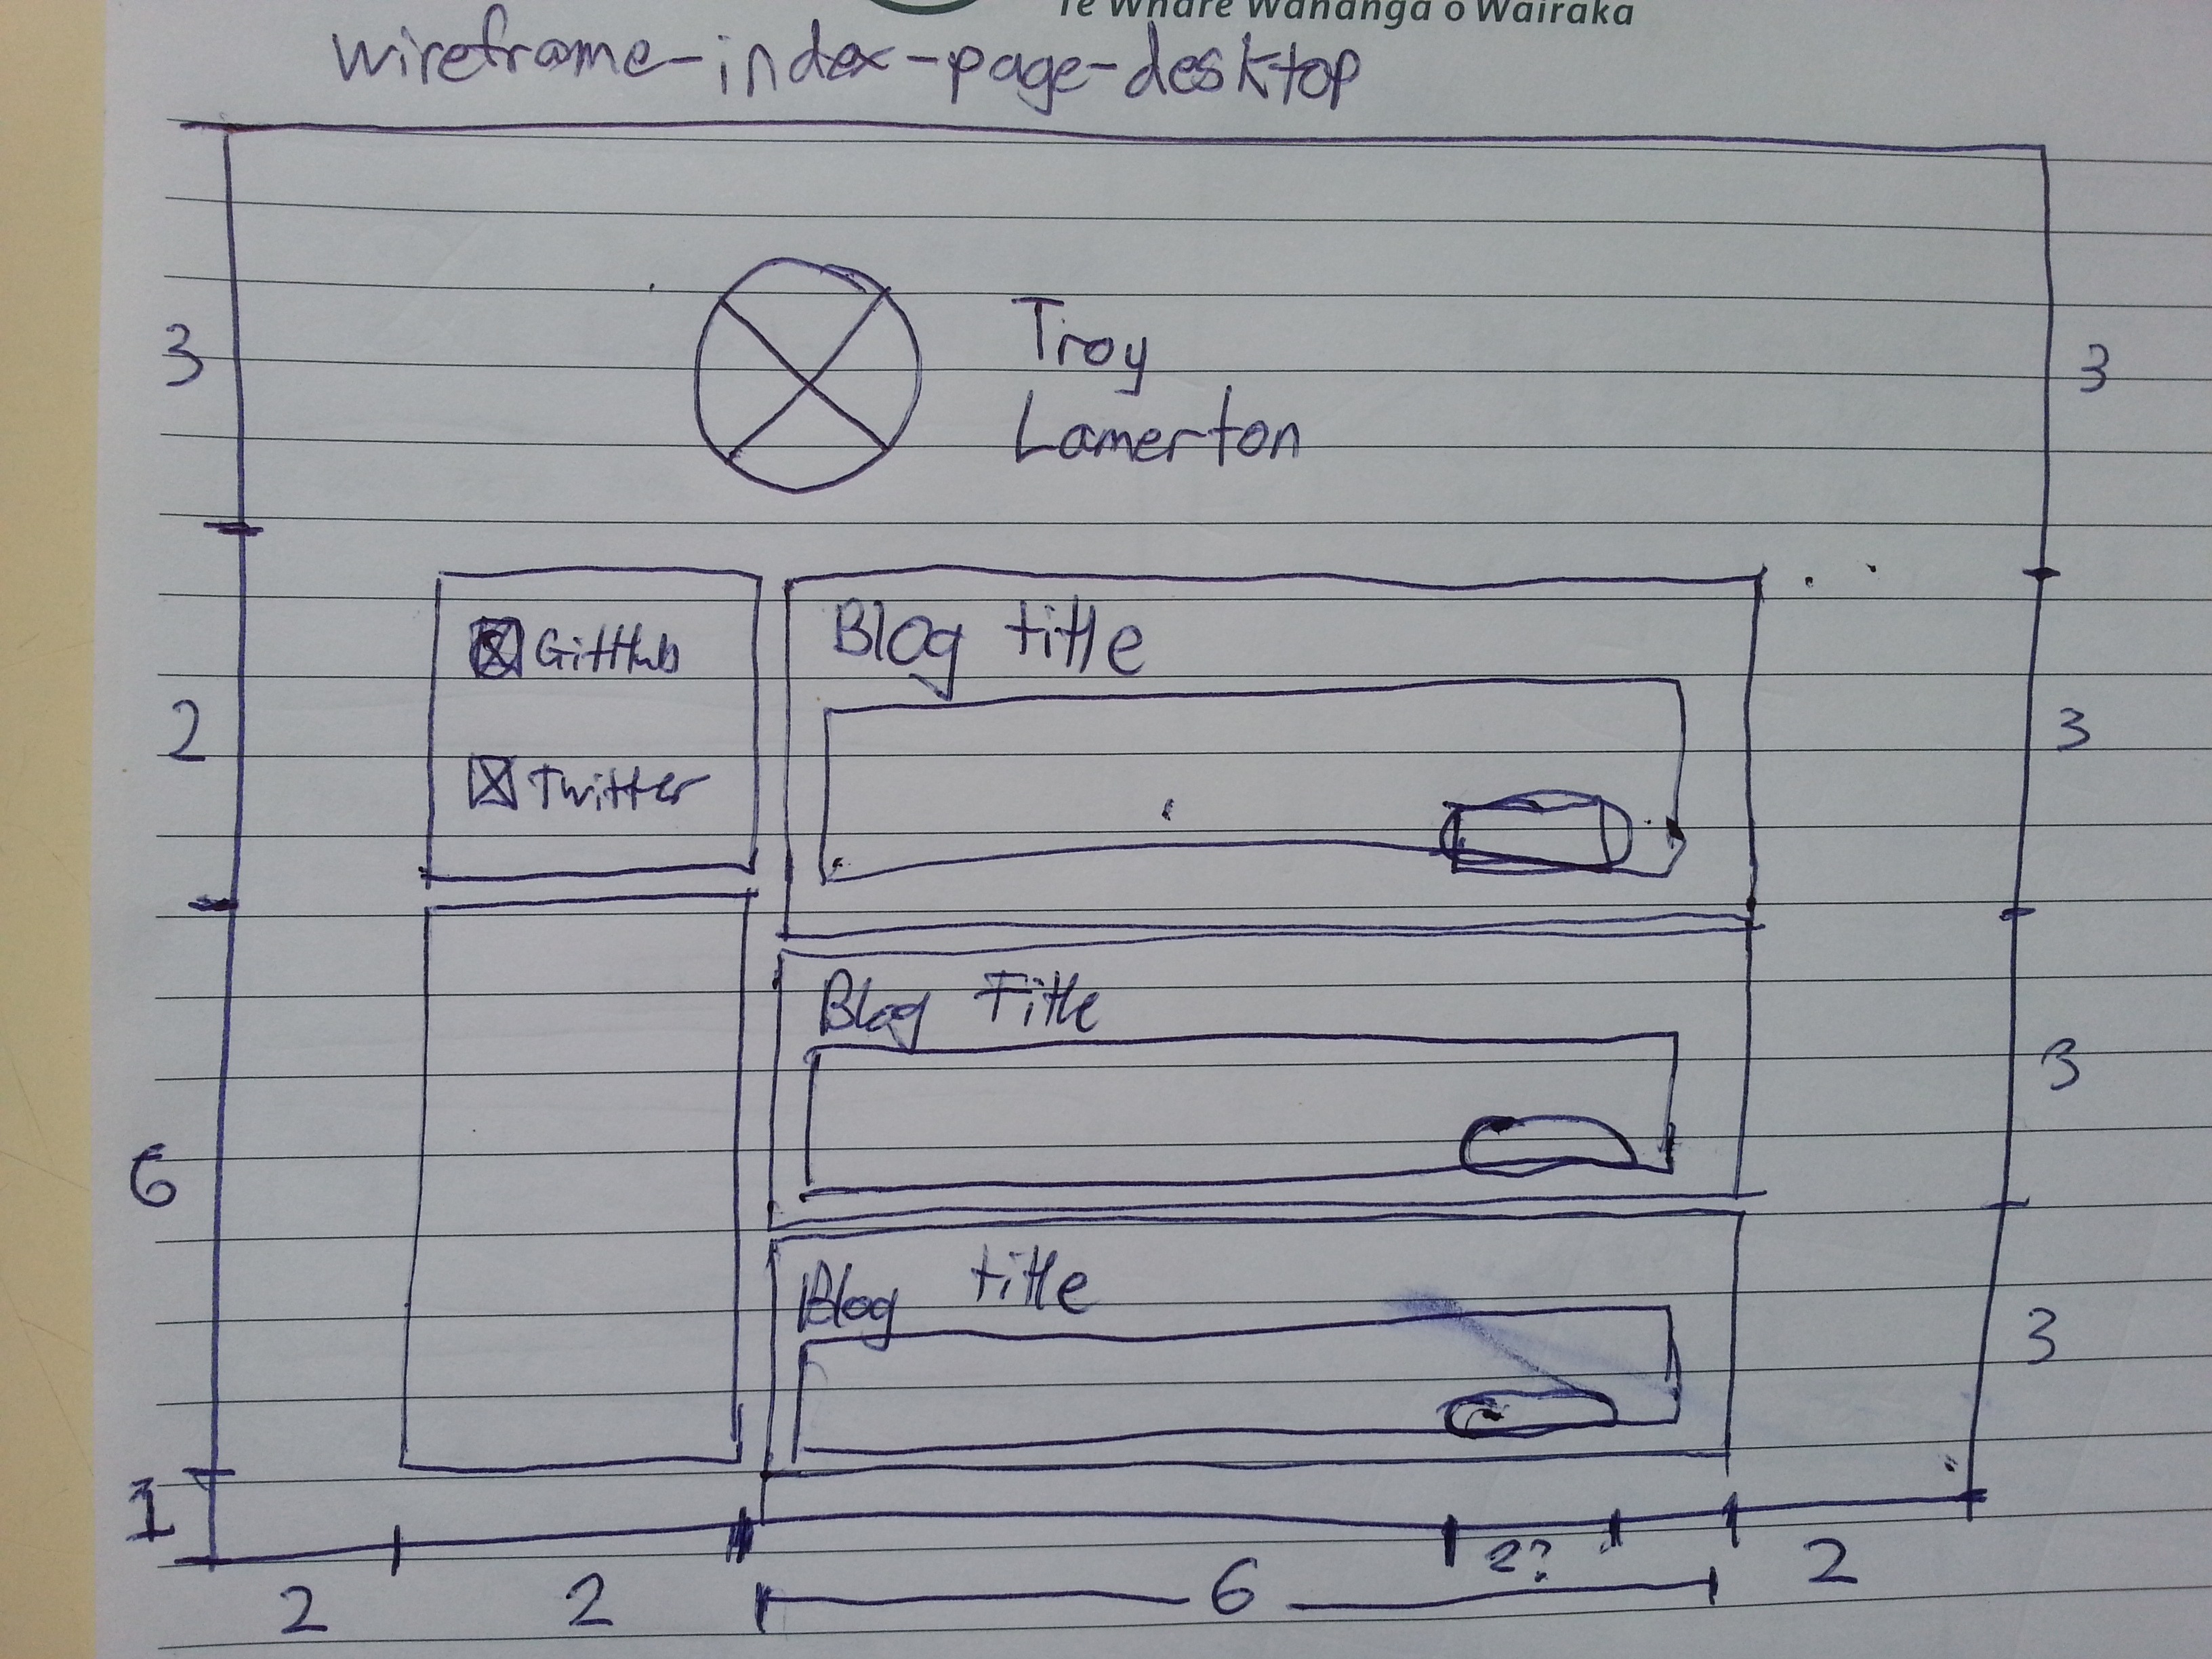 Te Whare Wānanga o Wairaka
wireframe-index-page-desktop
3
Troy
Lamerton
3
GitHub
Twitter
2
Blog title
3
Blog Title
3
6
Blog title
3
1
2
2
6
2?
2